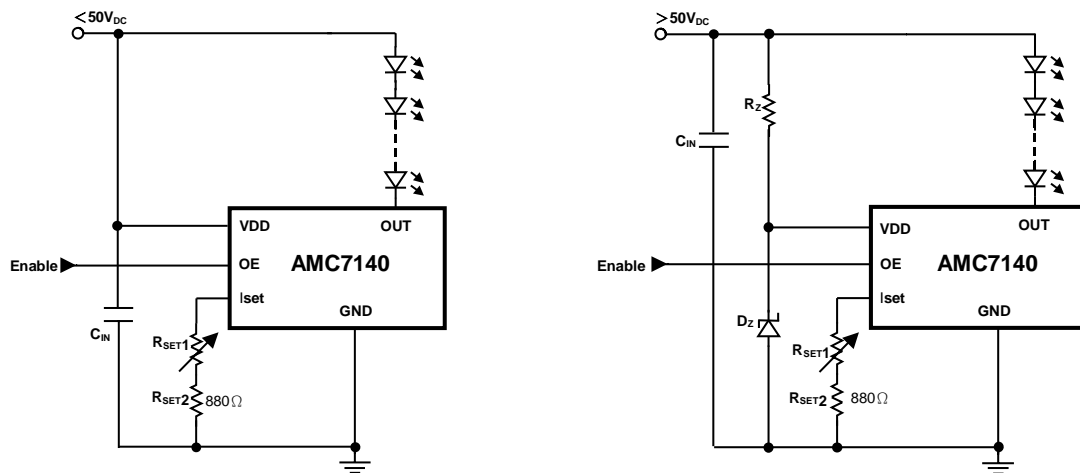 <50VDC
VDD
OUT
Enable
OE
AMC7140
Iset
GND
CIN
RSET1
RSET2
880Ω
>50VDC
RZ
CIN
VDD
OUT
Enable
OE
AMC7140
Iset
GND
DZ
RSET1
RSET2
880Ω